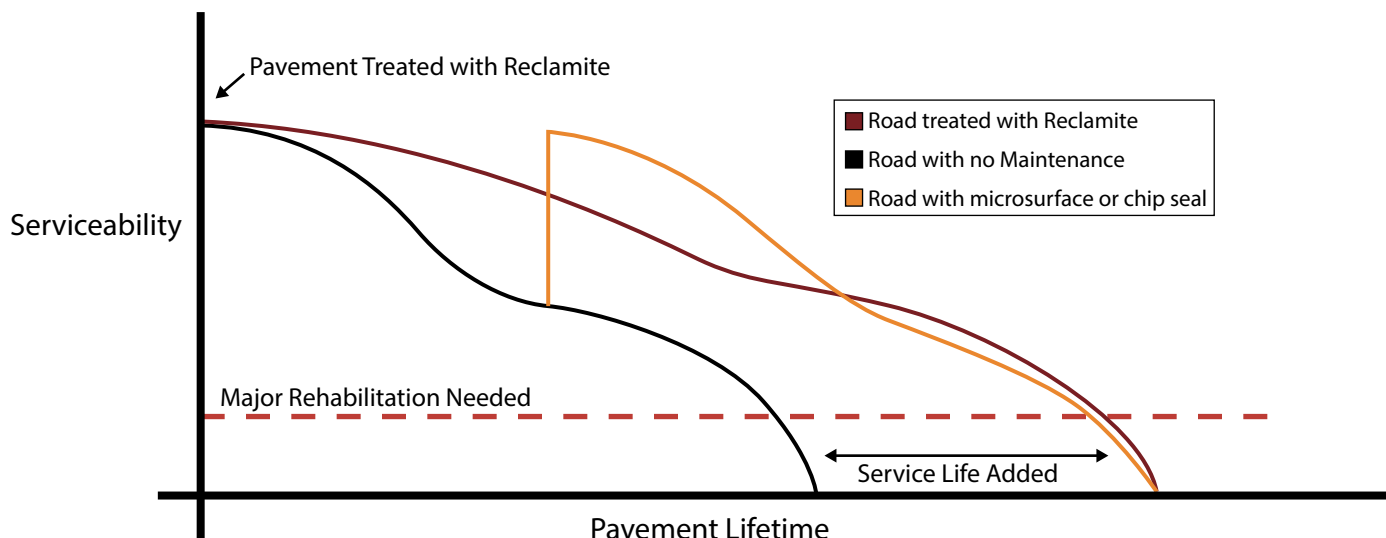 Pavement Treated with Reclamite
Road treated with Reclamite
Road with no Maintenance
Road with microsurface or chip seal
Serviceability
Major Rehabilitation Needed
Service Life Added
Pavement Lifetime